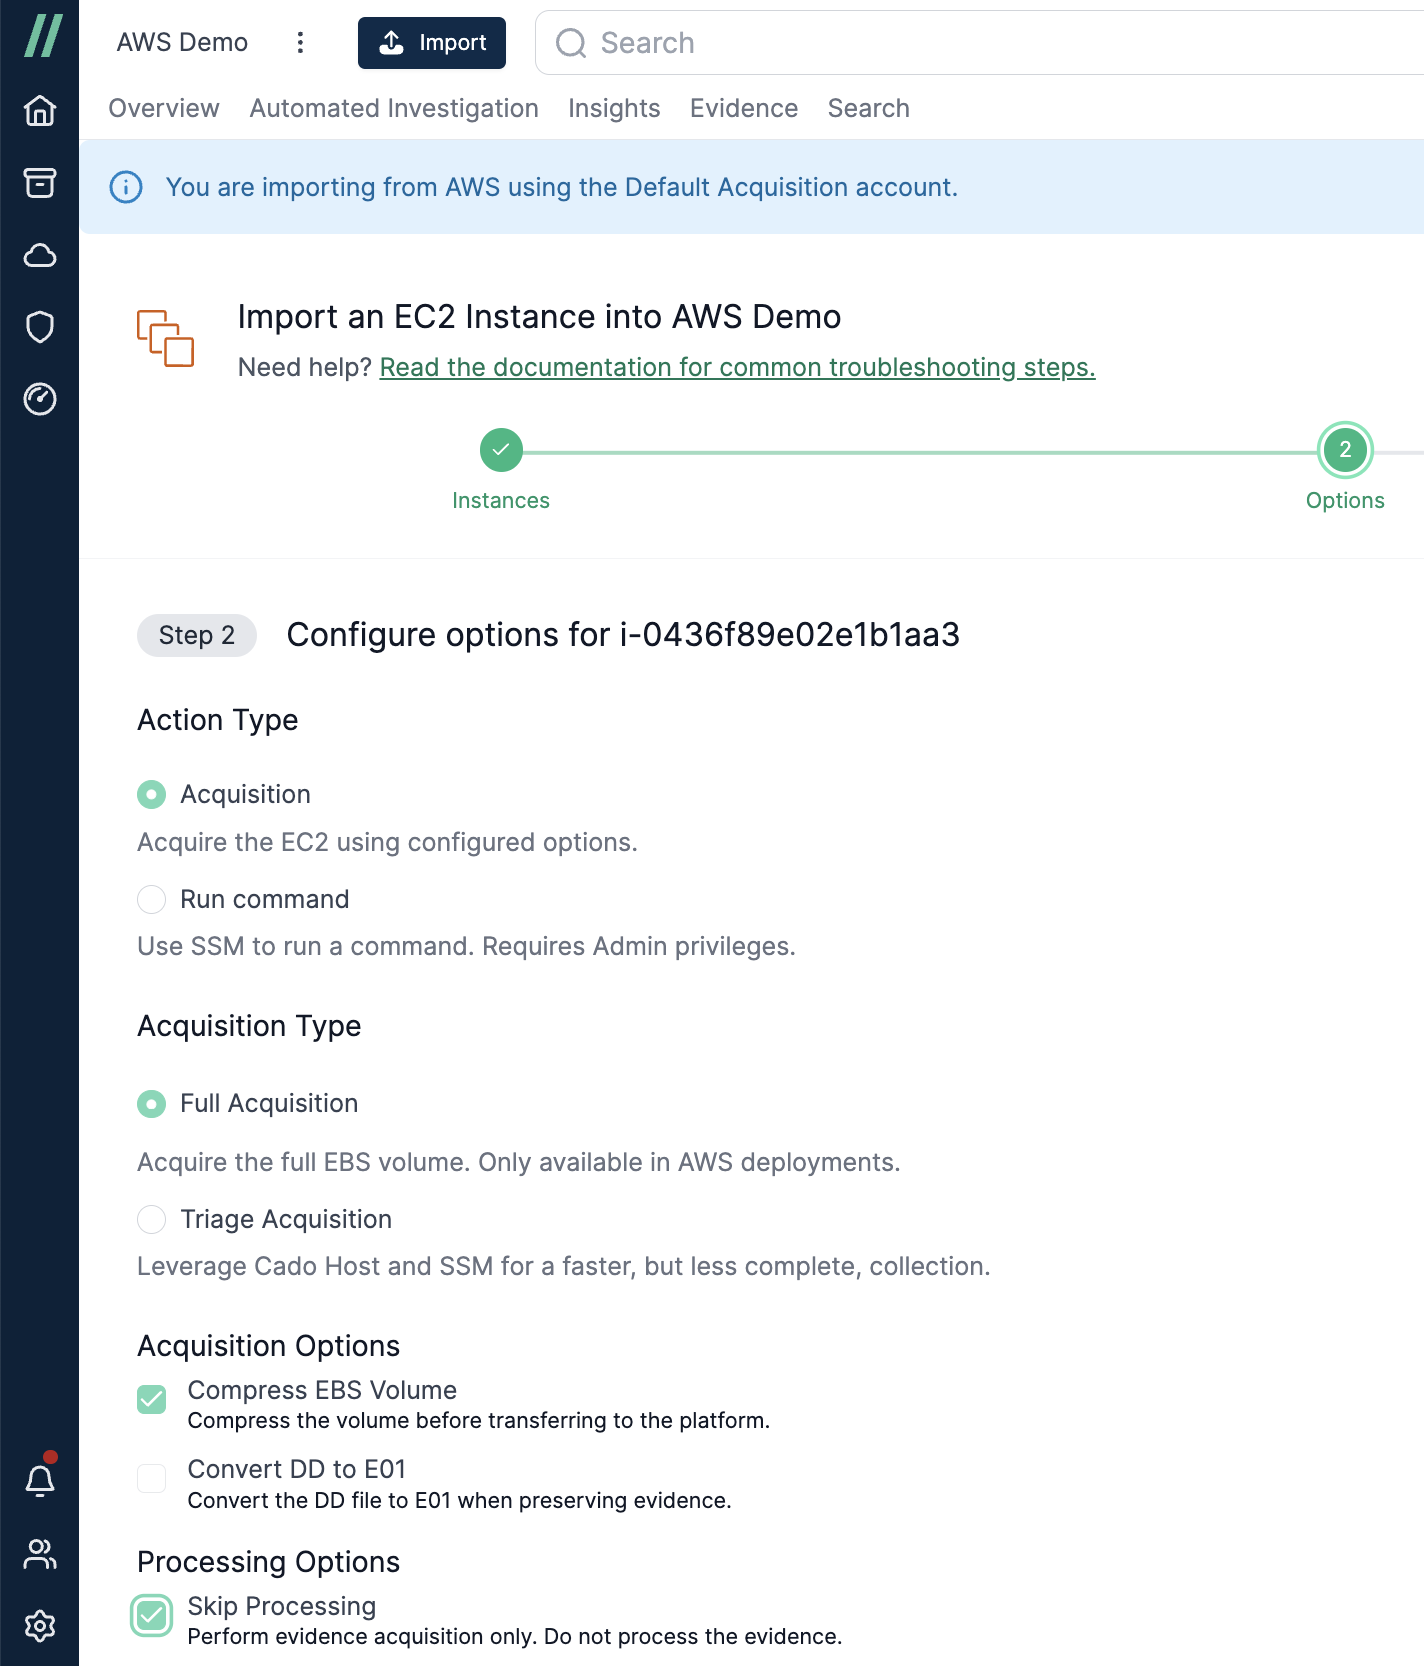 AWS Demo
Import
Search
Overview
Automated Investigation
Insights
Evidence
Search
You are importing from AWS using the Default Acquisition account.
Import an EC2 Instance into AWS Demo
Need help? Read the documentation for common troubleshooting steps.
2
Instances
Options
Step 2
Configure options for i-0436f89e02e1b1aa3
Action Type
Acquisition
Acquire the EC2 using configured options.
Run command
Use SSM to run a command. Requires Admin privileges.
Acquisition Type
Full Acquisition
Acquire the full EBS volume. Only available in AWS deployments.
Triage Acquisition
Leverage Cado Host and SSM for a faster, but less complete, collection.
Acquisition Options
Compress EBS Volume
Compress the volume before transferring to the platform.
Convert DD to E01
Convert the DD file to E01 when preserving evidence.
Processing Options
Skip Processing
Perform evidence acquisition only. Do not process the evidence.